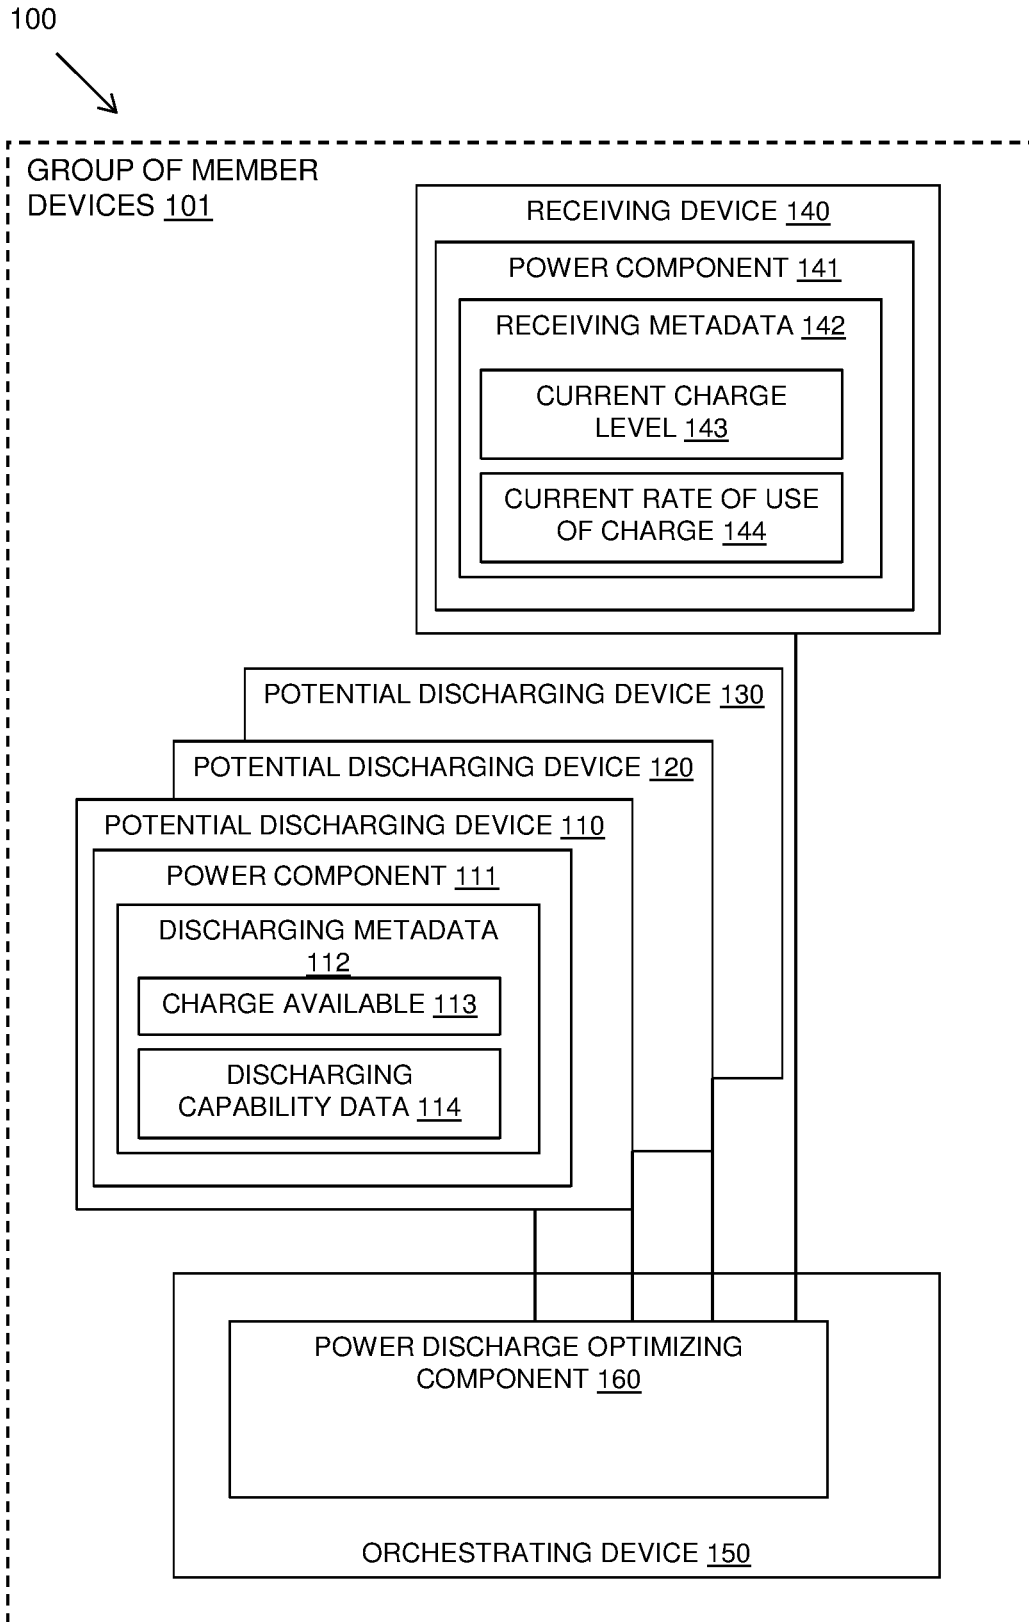 100
GROUP OF MEMBER
DEVICES 101
RECEIVING DEVICE 140
POWER COMPONENT 141
RECEIVING METADATA 142
CURRENT CHARGE
LEVEL 143
CURRENT RATE OF USE
OF CHARGE 144
POTENTIAL DISCHARGING DEVICE 130
POTENTIAL DISCHARGING DEVICE 120
POTENTIAL DISCHARGING DEVICE 110
POWER COMPONENT 111
DISCHARGING METADATA
112
CHARGE AVAILABLE 113
DISCHARGING
CAPABILITY DATA 114
POWER DISCHARGE OPTIMIZING
COMPONENT 160
ORCHESTRATING DEVICE 150